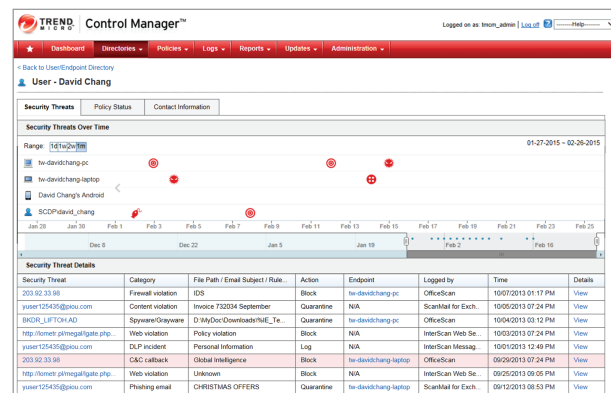 TREND MICRO Control Manager™ Logged on as: tmcm_admin | Log off ? -------Help-------
Dashboard Directories Policies Logs Reports Updates Administration
< Back to User/Endpoint Directory
User - David Chang
Security Threats Policy Status Contact Information
Security Threats Over Time
Range: 1d 1w 2w 1m 01-27-2015 ~ 02-26-2015
tw-davidchang-pc
tw-davidchang-laptop
David Chang's Android
SCDP\david_chang
Jan 28 Jan 30 Feb 1 Feb 3 Feb 5 Feb 7 Feb 9 Feb 11 Feb 13 Feb 15 Feb 17 Feb 19 Feb 21 Feb 23 Feb 25
Dec 8 Dec 22 Jan 5 Jan 19 Feb 2 Feb 16
Security Threat Details
Security Threat Category File Path / Email Subject / Rule... Action Endpoint Logged by Time Details
203.92.33.98 Firewall violation IDS Block tw-davidchang-pc OfficeScan 10/07/2013 01:17 PM View
yuser125435@piou.com Content violation Invoice 732034 September Quarantine N/A ScanMail for Exch.. 10/05/2013 07:24 PM View
BKDR_LIFTOH.AD Spyware/Grayware D:\MyDoc\Downloads\%IE_Te... Quarantine tw-davidchang-pc OfficeScan 10/04/2013 03:12 PM View
http://lometr.pl/megal/gate.php... Web violation Policy violation Block N/A InterScan Web Se... 10/03/2013 07:24 PM View
yuser125435@piou.com DLP incident Personal Information Log N/A InterScan Messag... 10/01/2013 12:49 PM View
203.92.33.98 C&C callback Global Intelligence Block tw-davidchang-laptop OfficeScan 09/29/2013 07:24 PM View
http://lometr.pl/megal/gate.php... Web violation Unknown Block N/A InterScan Web Se... 09/25/2013 09:05 PM View
yuser125435@piou.com Phishing email CHRISTMAS OFFERS Quarantine tw-davidchang-laptop ScanMail for Exch... 09/12/2013 08:53 PM View